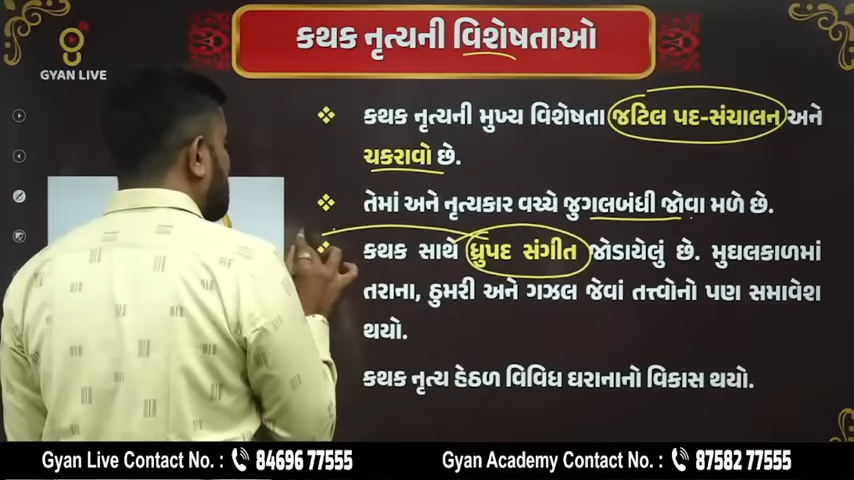 કથક નૃત્યની વિશેષતાઓ
GYAN LIVE
કથક નૃત્યની મુખ્ય વિશેષતા જટિલ પદ-સંચાલન અને
ચકરાવો છે.
તેમાં અને નૃત્યકાર વચ્ચે જુગલબંધી જોવા મળે છે.
કથક સાથે ધ્રુપદ સંગીત જોડાયેલું છે. મુઘલકાળમાં
તરાના, ઠુમરી અને ગઝલ જેવાં તત્ત્વોનો પણ સમાવેશ
થયો.
કથક નૃત્ય હેઠળ વિવિધ ઘરાનાનો વિકાસ થયો.
Gyan Live Contact No. : 84696 77555
Gyan Academy Contact No. : 87582 77555